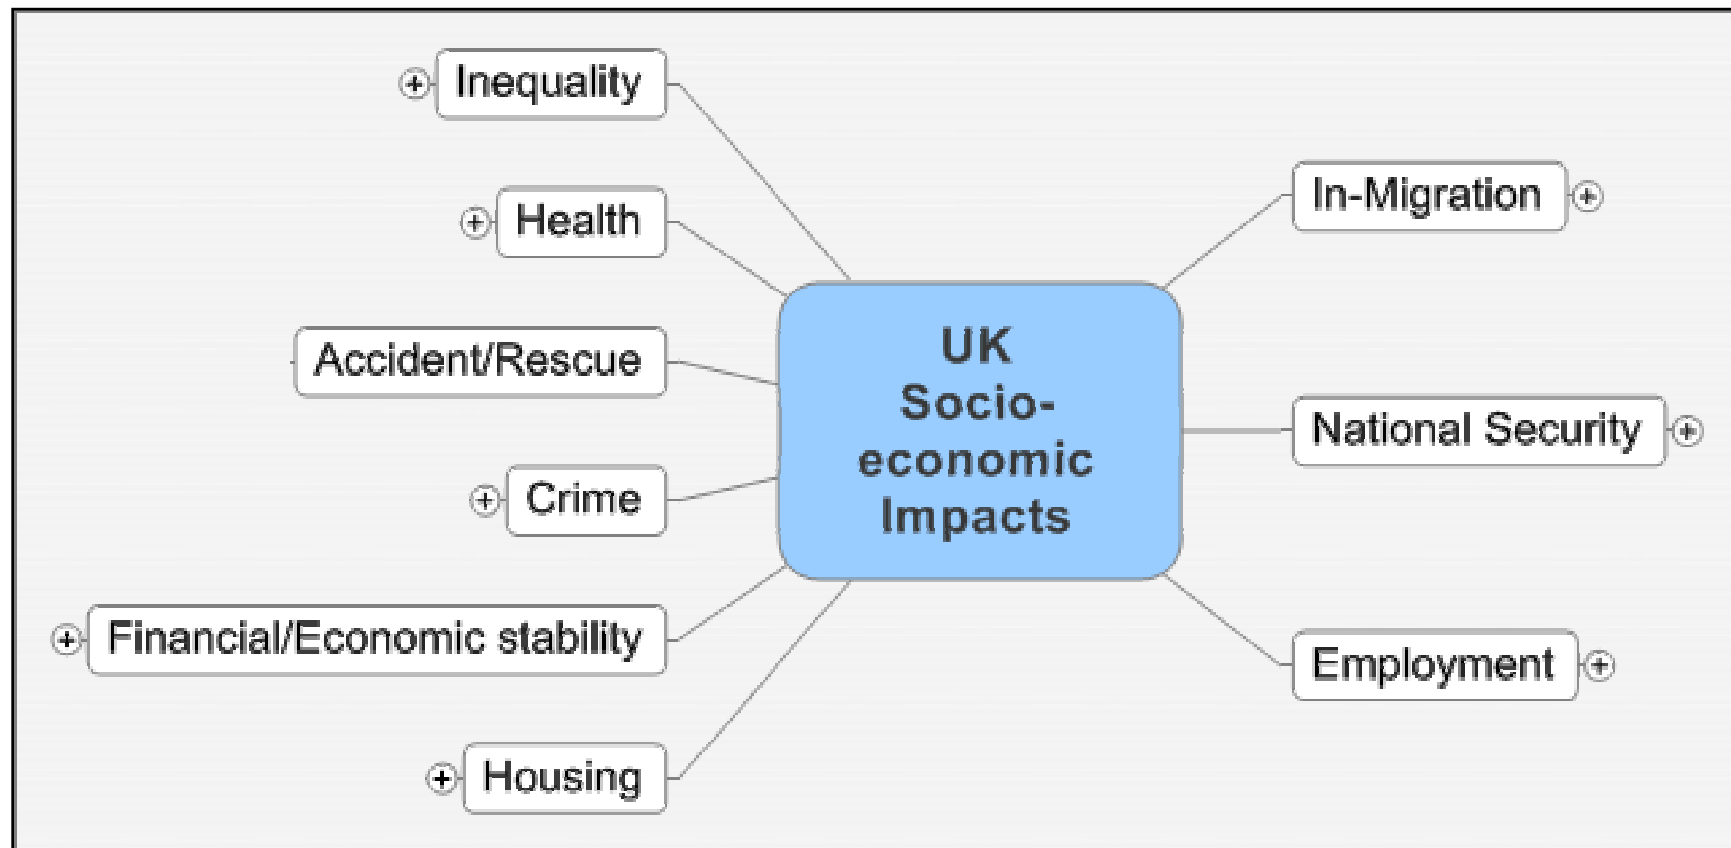 Inequality
Health
Accident/Rescue
Crime
Financial/Economic stability
Housing
UK
Socio-
economic
Impacts
In-Migration
National Security
Employment